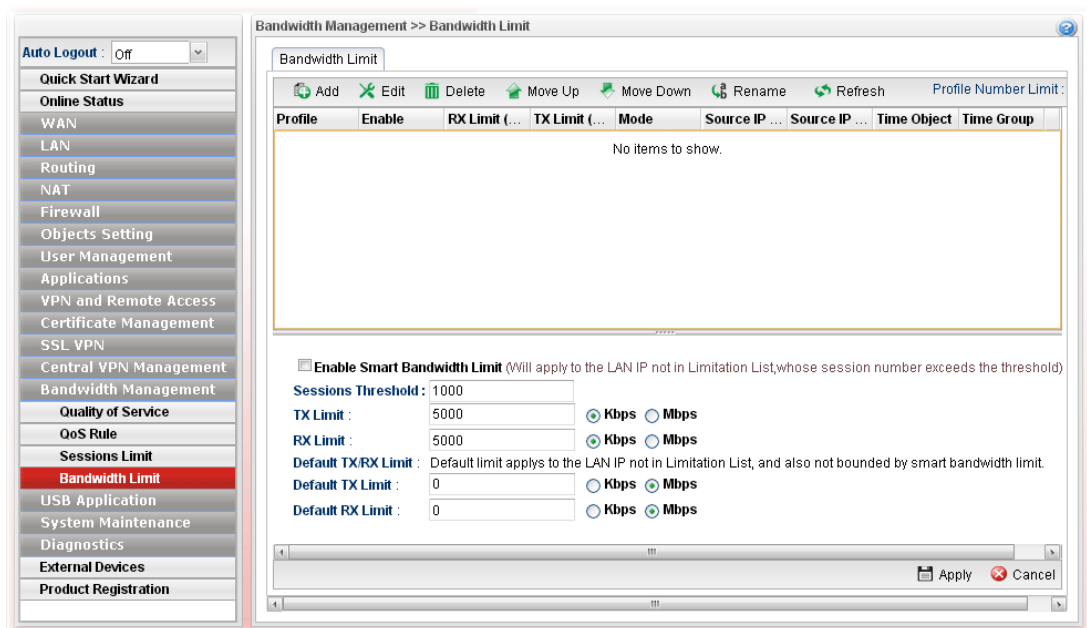 Bandwidth Management >> Bandwidth Limit
Auto Logout : Off
Quick Start Wizard
Online Status
WAN
LAN
Routing
NAT
Firewall
Objects Setting
User Management
Applications
VPN and Remote Access
Certificate Management
SSL VPN
Central VPN Management
Bandwidth Management
Quality of Service
QoS Rule
Sessions Limit
Bandwidth Limit
USB Application
System Maintenance
Diagnostics
External Devices
Product Registration
Bandwidth Limit
Add Edit Delete Move Up Move Down Rename Refresh Profile Number Limit :
Profile Enable RX Limit (... TX Limit (... Mode Source IP ... Source IP ... Time Object Time Group
No items to show.
Enable Smart Bandwidth Limit (Will apply to the LAN IP not in Limitation List,whose session number exceeds the threshold)
Sessions Threshold : 1000
TX Limit : 5000 Kbps Mbps
RX Limit : 5000 Kbps Mbps
Default TX/RX Limit : Default limit applys to the LAN IP not in Limitation List, and also not bounded by smart bandwidth limit.
Default TX Limit : 0 Kbps Mbps
Default RX Limit : 0 Kbps Mbps
Apply Cancel